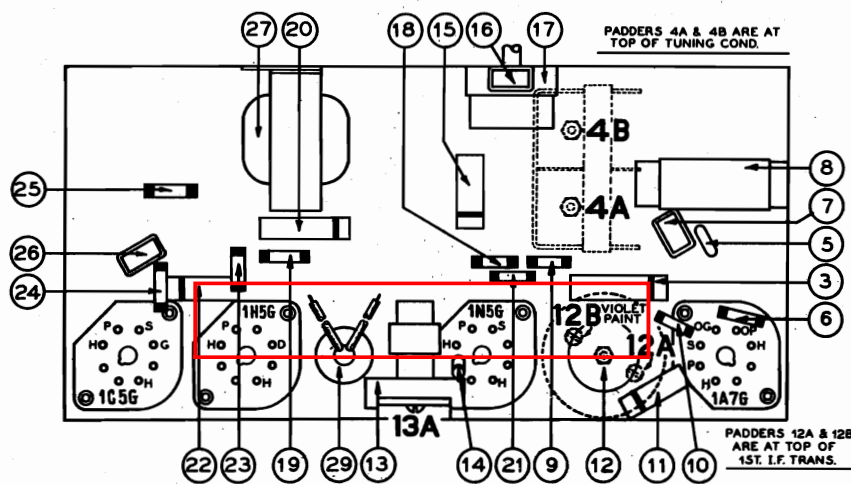 27
20
18
15
16
17
PADDERS 4A & 4B ARE AT
TOP OF TUNING COND.
4B
8
25
4A
7
5
26
3
24
6
1H5G
1N5G
12B
VIOLET
PAINT
P S
H G
H
1C5G
P
H D
H
P
H
H
12A
OG OP
S
P
H H
1A7G
13A
PADDERS 12A & 12B
ARE AT TOP OF
1ST. I.F. TRANS.
22
23
19
29
13
14
21
9
12
11
10